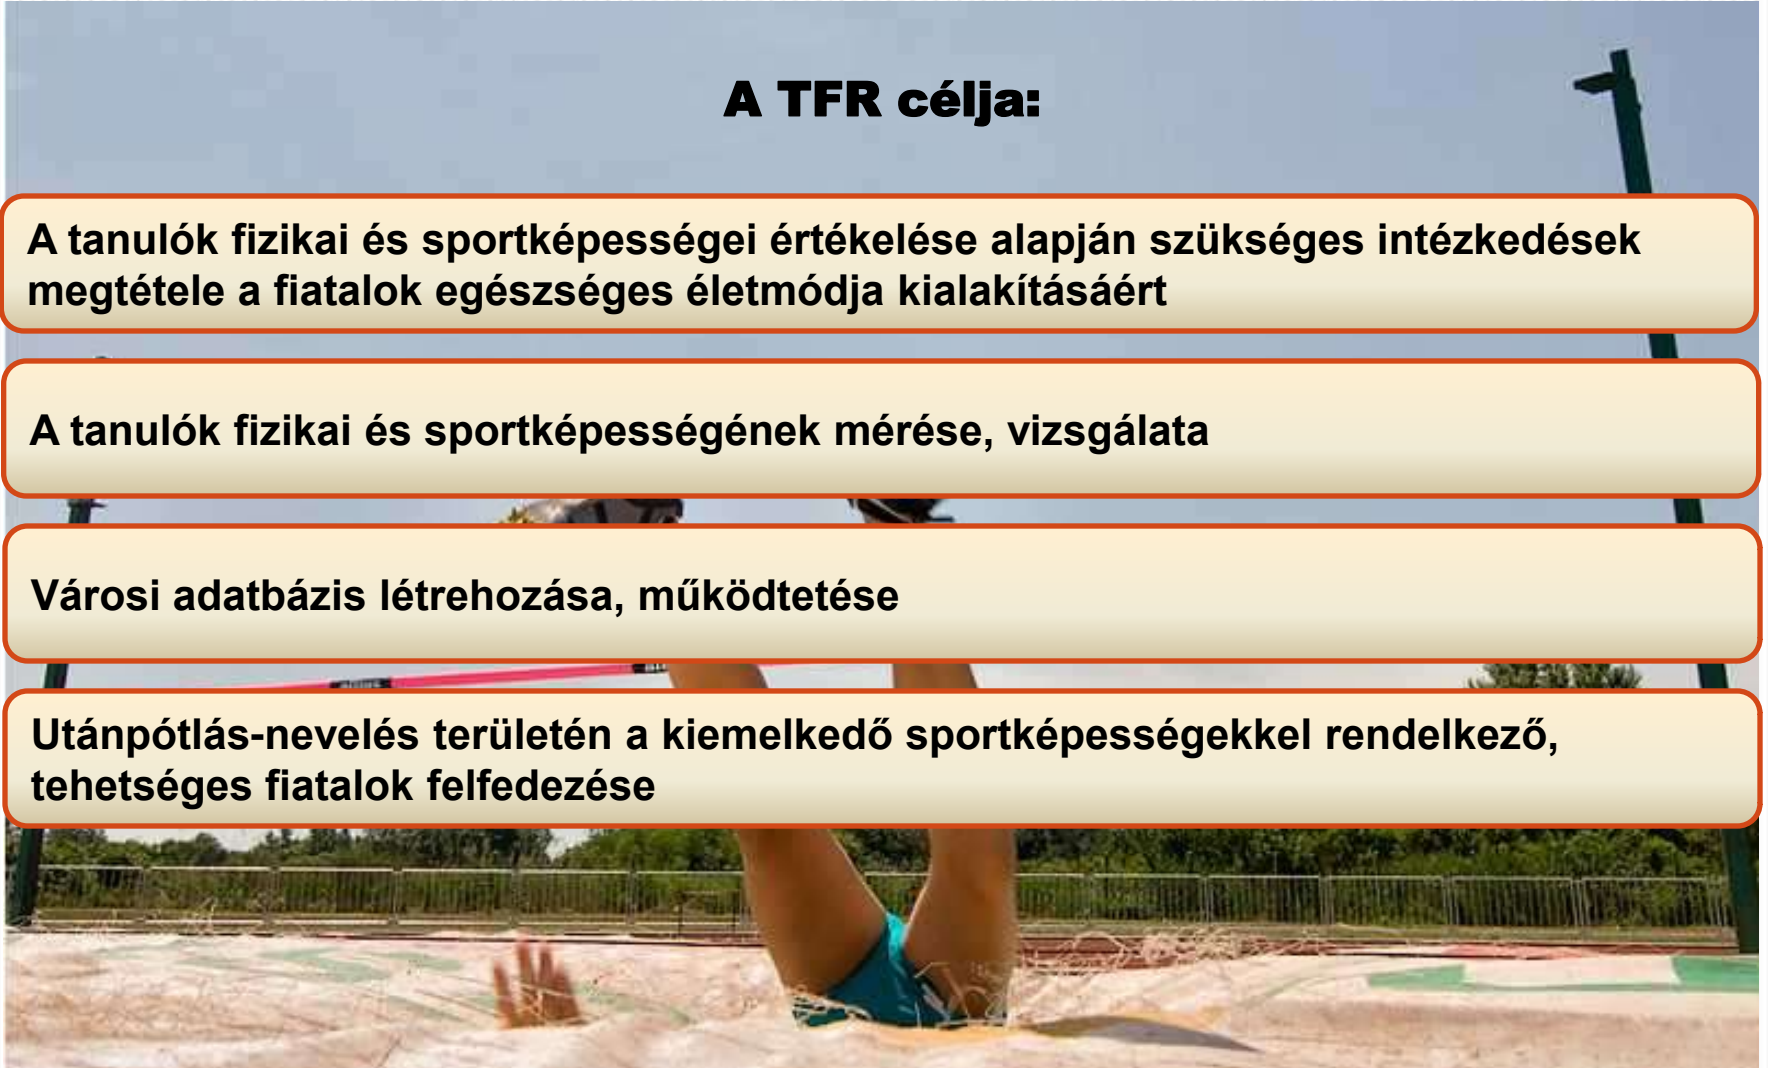 A TFR célja:
A tanulók fizikai és sportképességei értékelése alapján szükséges intézkedések
megtétele a fiatalok egészséges életmódja kialakításáért
A tanulók fizikai és sportképességének mérése, vizsgálata
Városi adatbázis létrehozása, működtetése
Utánpótlás-nevelés területén a kiemelkedő sportképességekkel rendelkező,
tehetséges fiatalok felfedezése